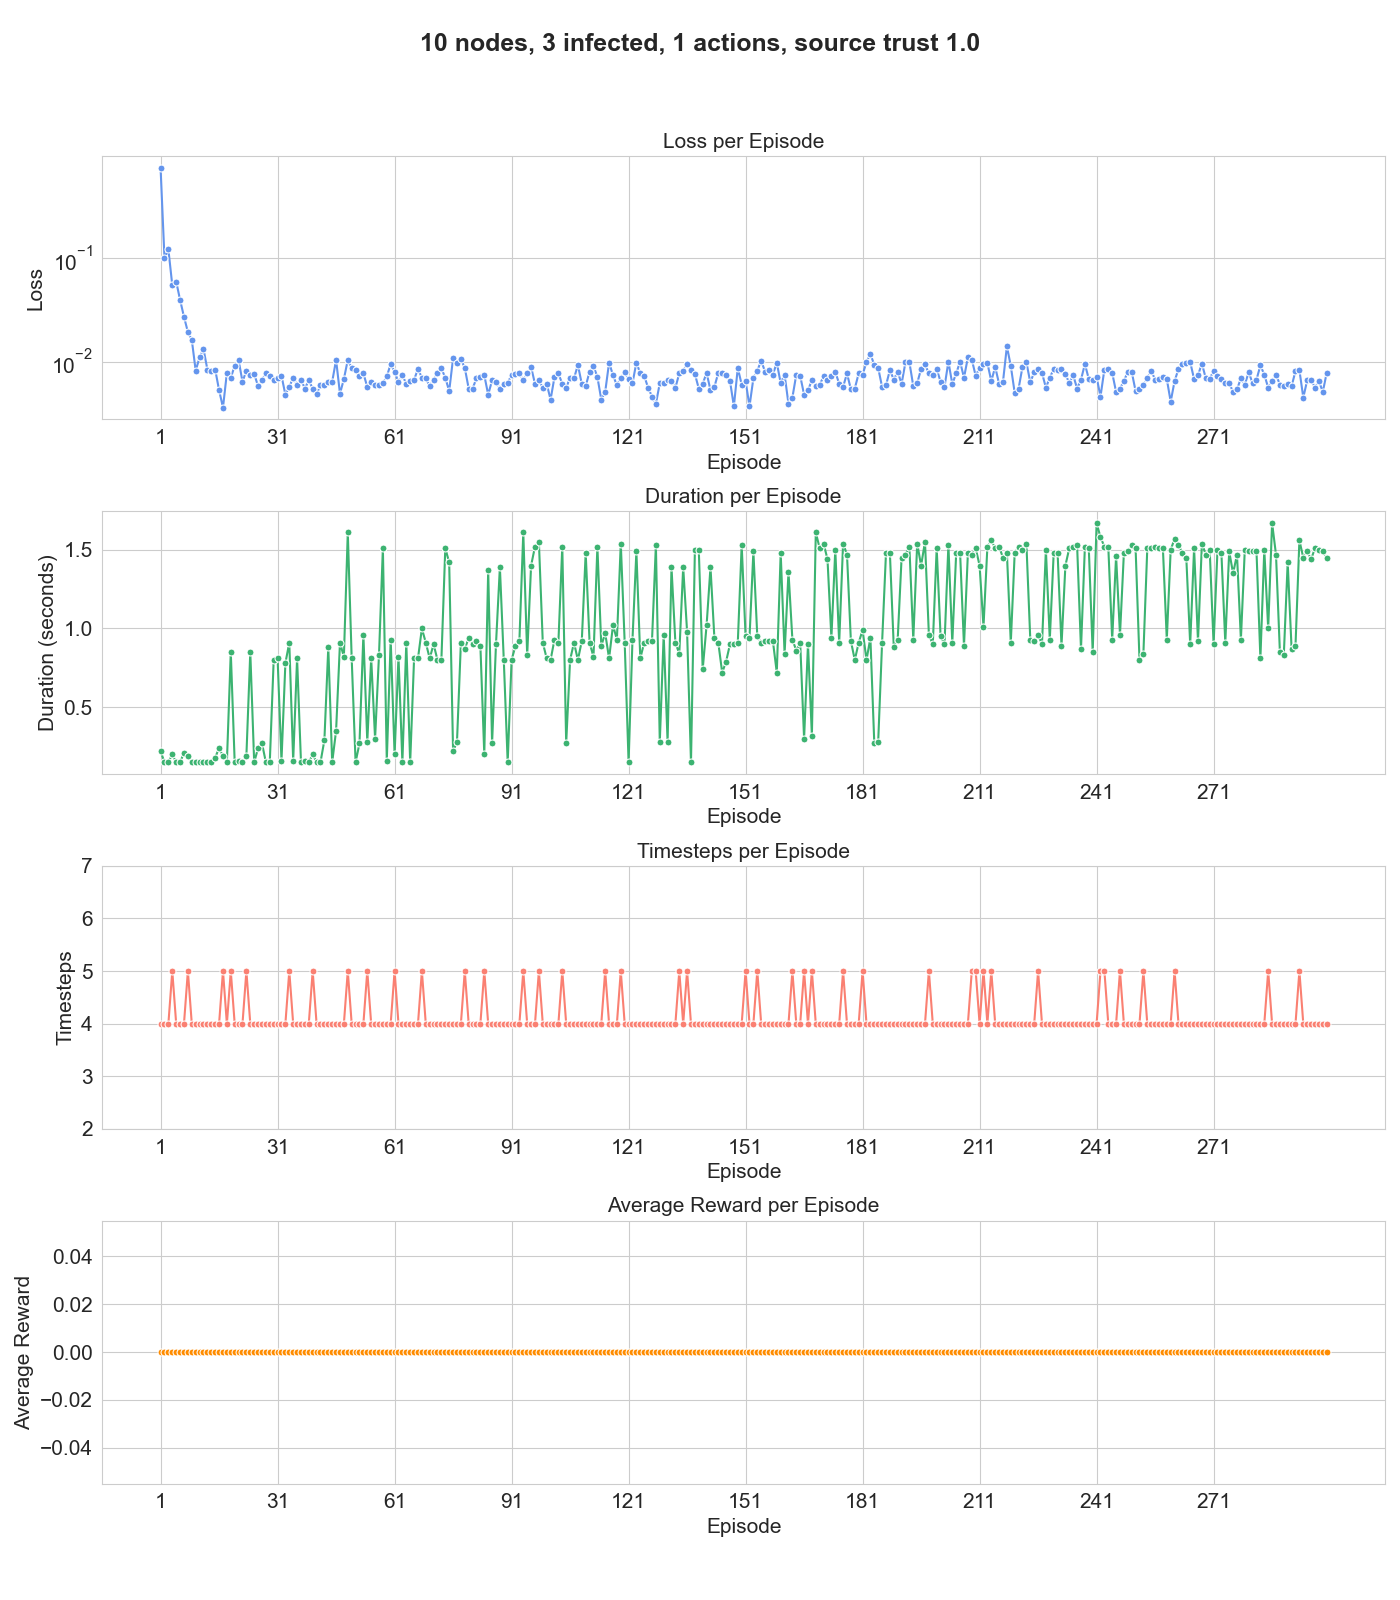 10 nodes, 3 infected, 1 actions, source trust 1.0
Loss per Episode
Loss
10⁻¹
10⁻²
1 31 61 91 121 151 181 211 241 271
Episode
Duration per Episode
Duration (seconds)
1.5
1.0
0.5
1 31 61 91 121 151 181 211 241 271
Episode
Timesteps per Episode
Timesteps
7
6
5
4
3
2
1 31 61 91 121 151 181 211 241 271
Episode
Average Reward per Episode
Average Reward
0.04
0.02
0.00
−0.02
−0.04
1 31 61 91 121 151 181 211 241 271
Episode